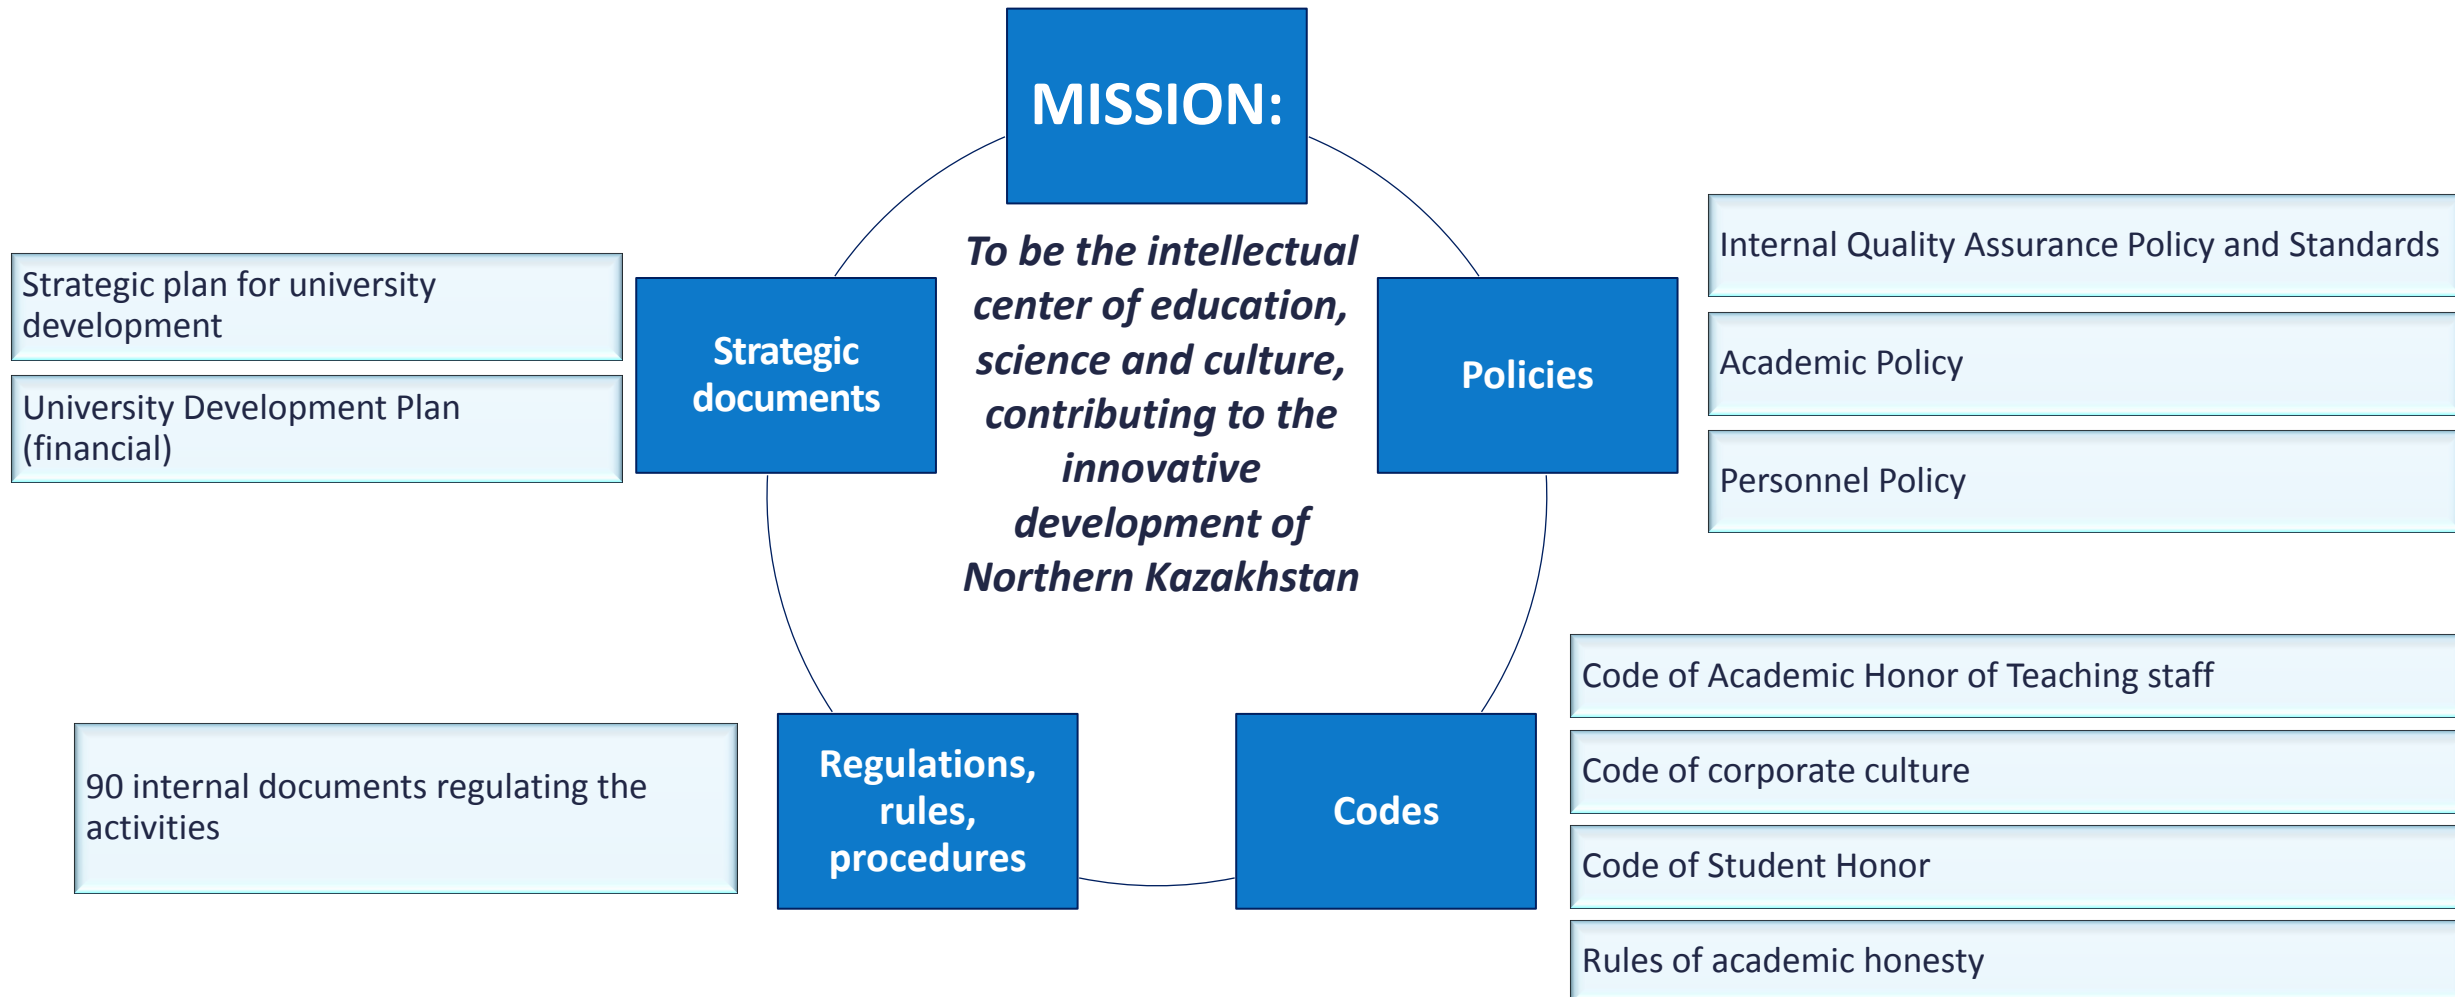 MISSION:
To be the intellectual
center of education,
science and culture,
contributing to the
innovative
development of
Northern Kazakhstan
Strategic plan for university
development
University Development Plan
(financial)
Strategic
documents
Policies
Internal Quality Assurance Policy and Standards
Academic Policy
Personnel Policy
90 internal documents regulating the
activities
Regulations,
rules,
procedures
Codes
Code of Academic Honor of Teaching staff
Code of corporate culture
Code of Student Honor
Rules of academic honesty